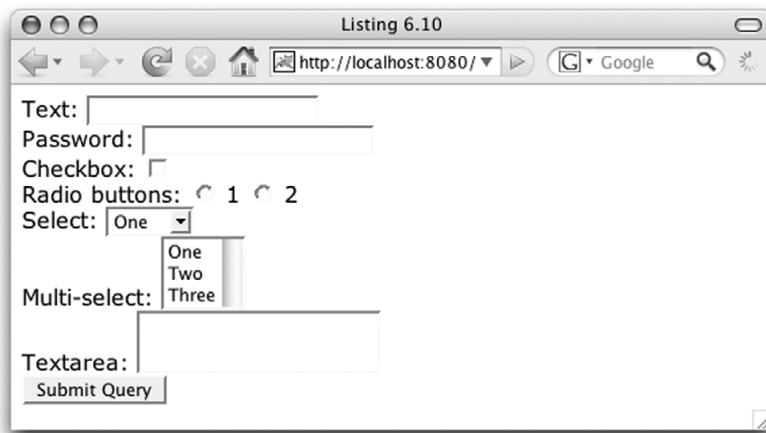 Listing 6.10
http://localhost:8080/
G Google
Text:
Password:
Checkbox:
Radio buttons: 1 2
Select: One
One
Two
Multi-select: Three
Textarea:
Submit Query